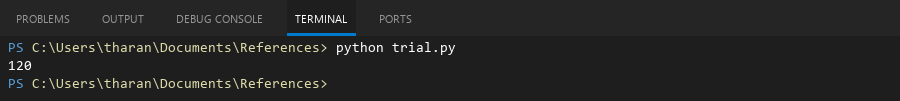 PROBLEMS OUTPUT DEBUG CONSOLE TERMINAL PORTS
PS C:\Users\tharan\Documents\References> python trial.py
120
PS C:\Users\tharan\Documents\References>